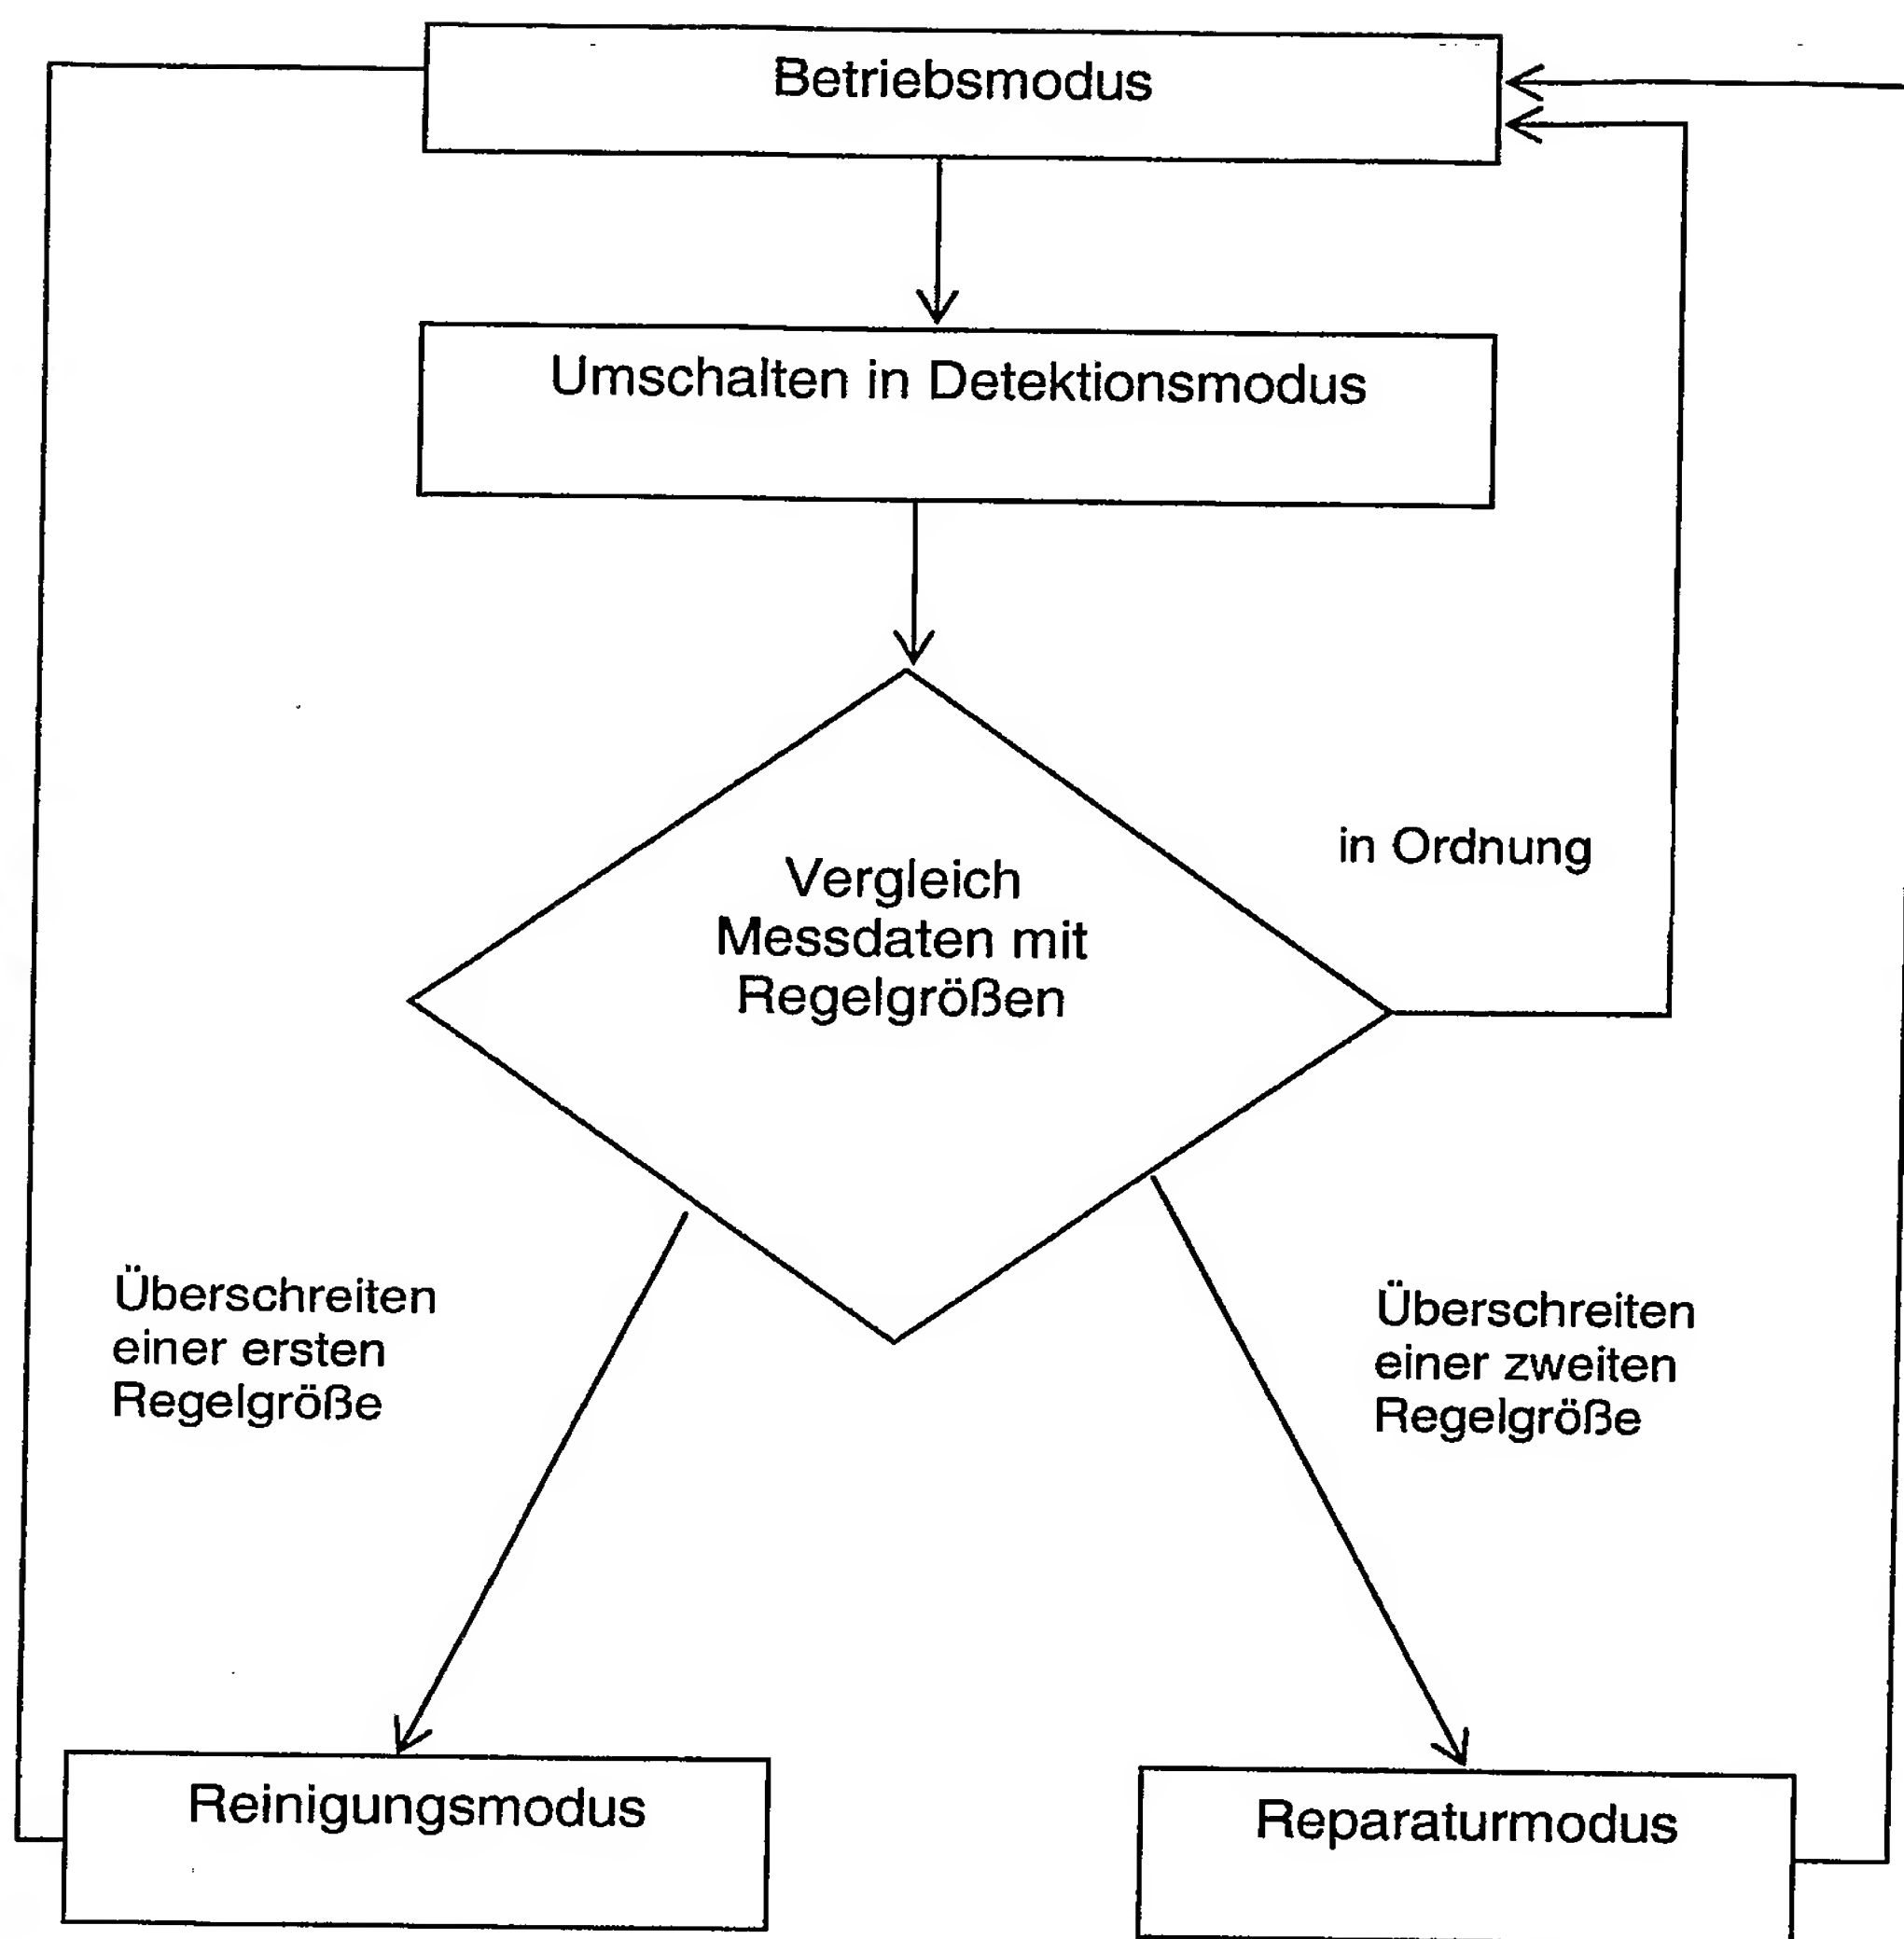 Betriebsmodus
Umschalten in Detektionsmodus
Vergleich
Messdaten mit
Regelgrößen
in Ordnung
Überschreiten
einer ersten
Regelgröße
Überschreiten
einer zweiten
Regelgröße
Reinigungsmodus
Reparaturmodus